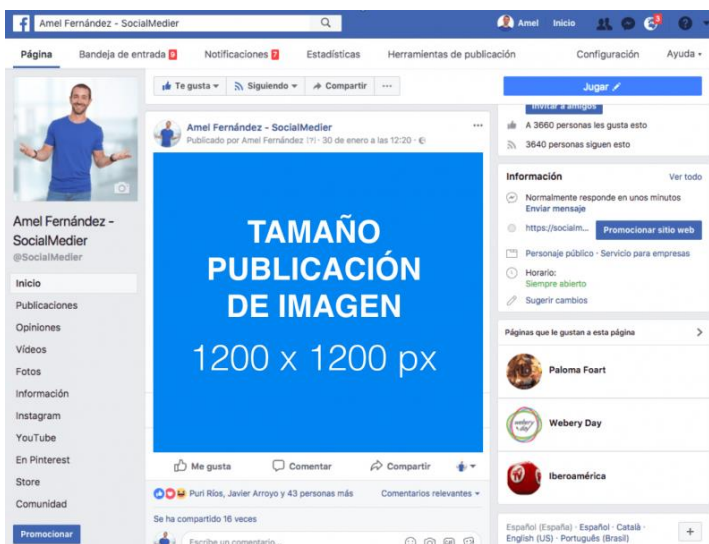 Amel Fernández - SocialMedier
Amel Inicio 3
Página Bandeja de entrada 9 Notificaciones 7 Estadísticas Herramientas de publicación Configuración Ayuda
Te gusta Siguiendo Compartir ...
Jugar
Amel Fernández -
SocialMedier
@SocialMedier
Inicio
Publicaciones
Opiniones
Vídeos
Fotos
Información
Instagram
YouTube
En Pinterest
Store
Comunidad
Promocionar
Amel Fernández - SocialMedier
Publicado por Amel Fernández [?] · 30 de enero a las 12:20 ·
TAMAÑO
PUBLICACIÓN
DE IMAGEN
1200 x 1200 px
Me gusta Comentar Compartir
Puri Ríos, Javier Arroyo y 43 personas más Comentarios relevantes
Se ha compartido 16 veces
Escribe un comentario...
GIF
Invitar a amigos
A 3660 personas les gusta esto
3640 personas siguen esto
Información Ver todo
Normalmente responde en unos minutos
Enviar mensaje
https://socialm... Promocionar sitio web
Personaje público · Servicio para empresas
Horario:
Siempre abierto
Sugerir cambios
Páginas que le gustan a esta página
Paloma Foart
webery day
Webery Day
Iberoamérica
Español (España) · Español · Català ·
English (US) · Português (Brasil)
+